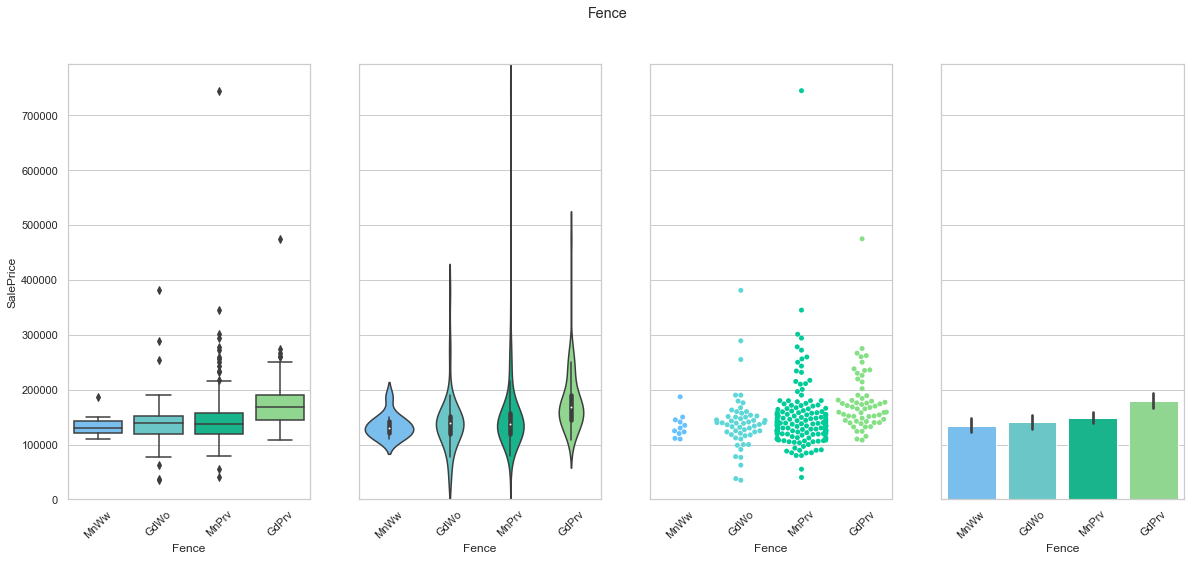 Fence
SalePrice
700000
600000
500000
400000
300000
200000
100000
0
MnWw
GdWo
MnPrv
GdPrv
Fence
MnWw
GdWo
MnPrv
GdPrv
Fence
MnWw
GdWo
MnPrv
GdPrv
Fence
MnWw
GdWo
MnPrv
GdPrv
Fence